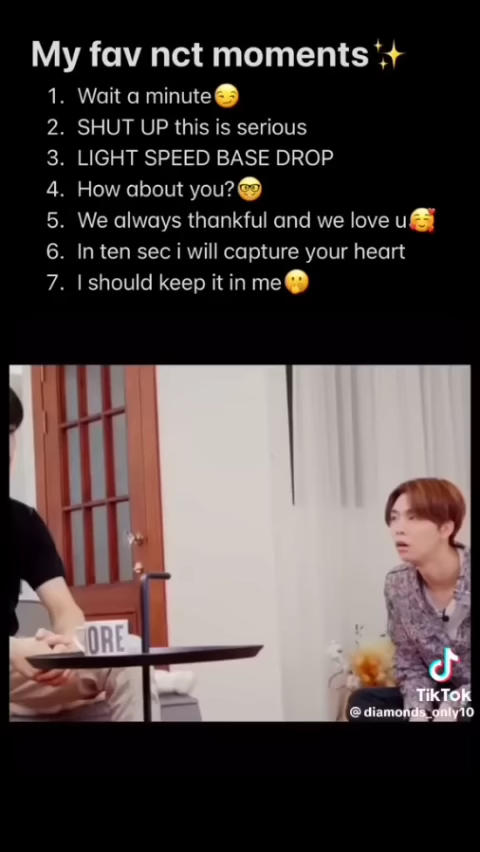 My fav nct moments✨
1. Wait a minute😏
2. SHUT UP this is serious
3. LIGHT SPEED BASE DROP
4. How about you?🤓
5. We always thankful and we love u🥰
6. In ten sec i will capture your heart
7. I should keep it in me🤫
ORE
TikTok
@diamonds_only10